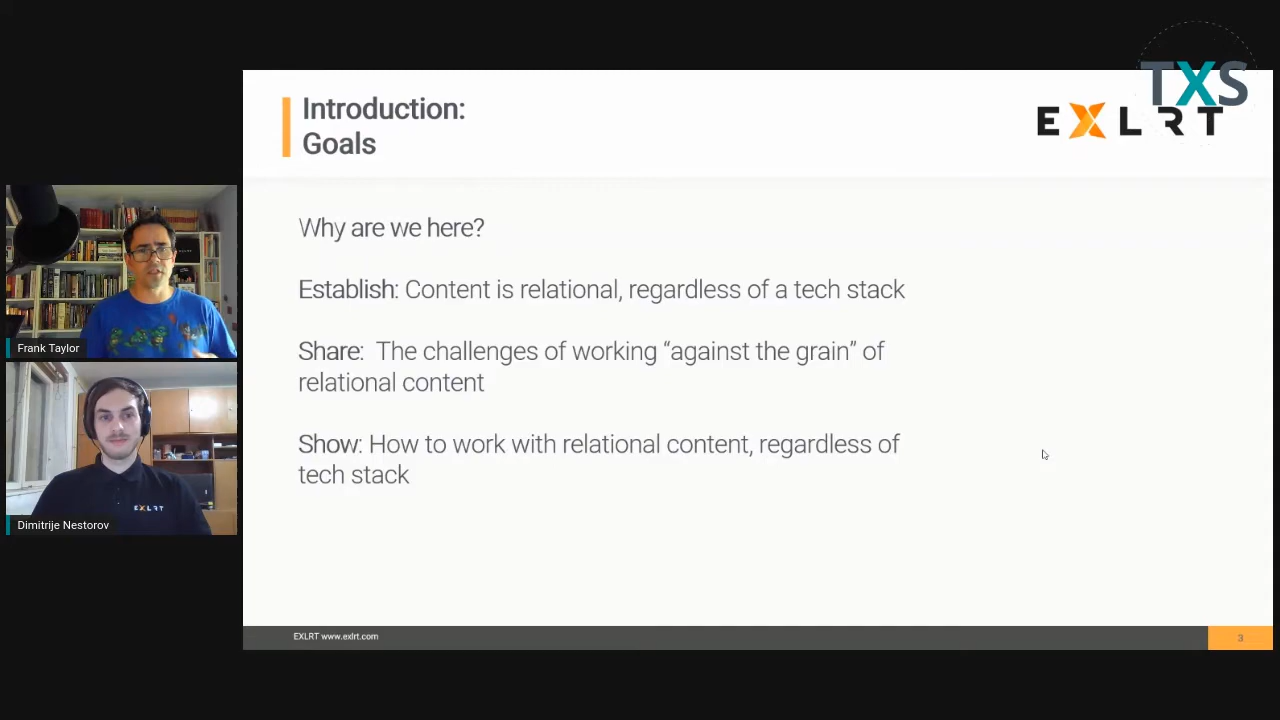 TXS
Introduction:
Goals
EXLRT
Why are we here?
Establish: Content is relational, regardless of a tech stack
Share: The challenges of working “against the grain” of
relational content
Show: How to work with relational content, regardless of
tech stack
Frank Taylor
EXLRT
Dimitrije Nestorov
EXLRT www.exlrt.com
3